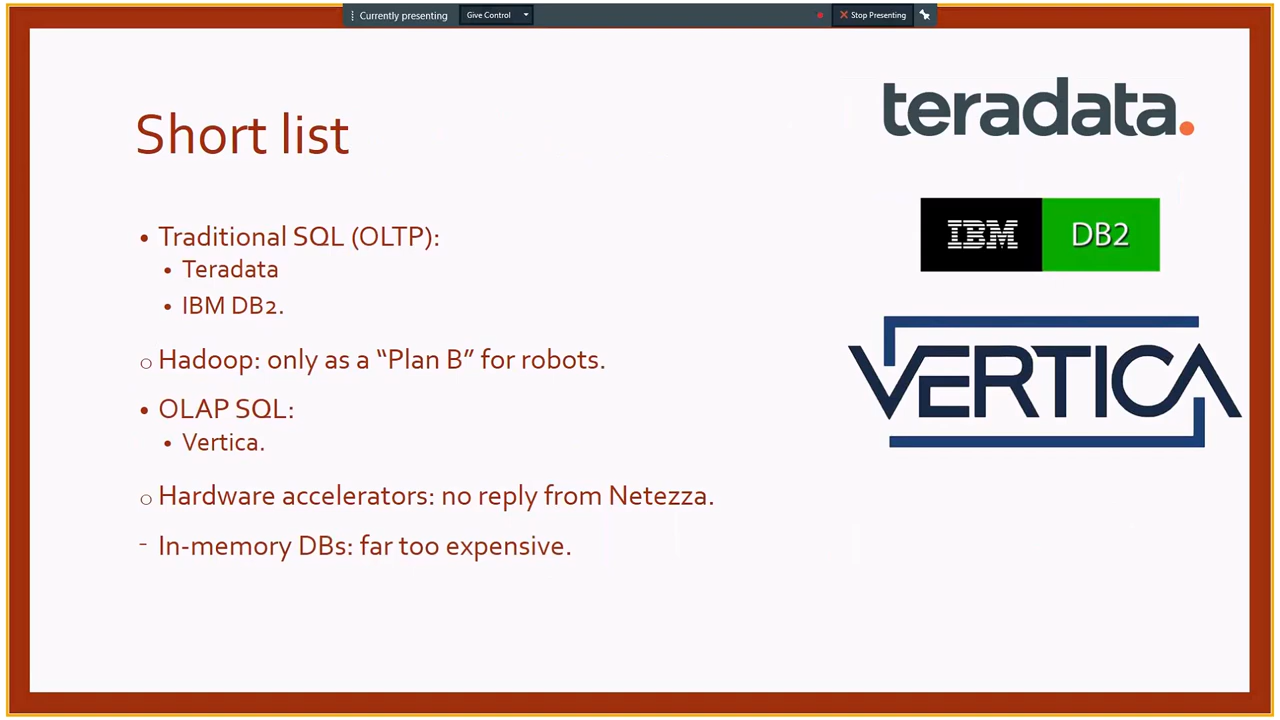 Currently presenting Give Control Stop Presenting
teradata.
Short list
IBM DB2
• Traditional SQL (OLTP):
• Teradata
• IBM DB2.
VERTICA
o Hadoop: only as a “Plan B” for robots.
• OLAP SQL:
• Vertica.
o Hardware accelerators: no reply from Netezza.
- In-memory DBs: far too expensive.